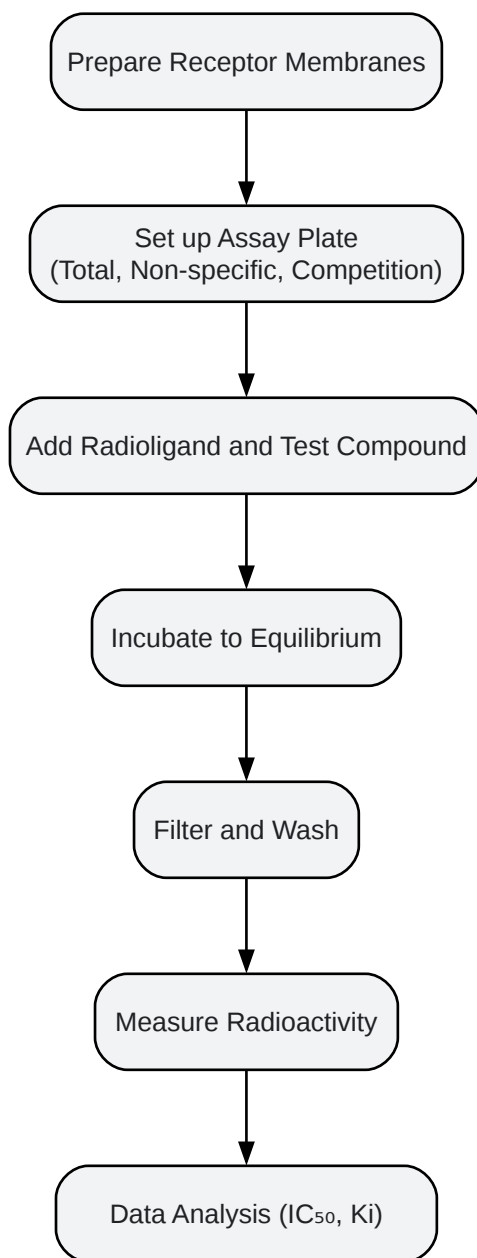 Prepare Receptor Membranes
Set up Assay Plate
(Total, Non-specific, Competition)
Add Radioligand and Test Compound
Incubate to Equilibrium
Filter and Wash
Measure Radioactivity
Data Analysis (IC₅₀, Ki)